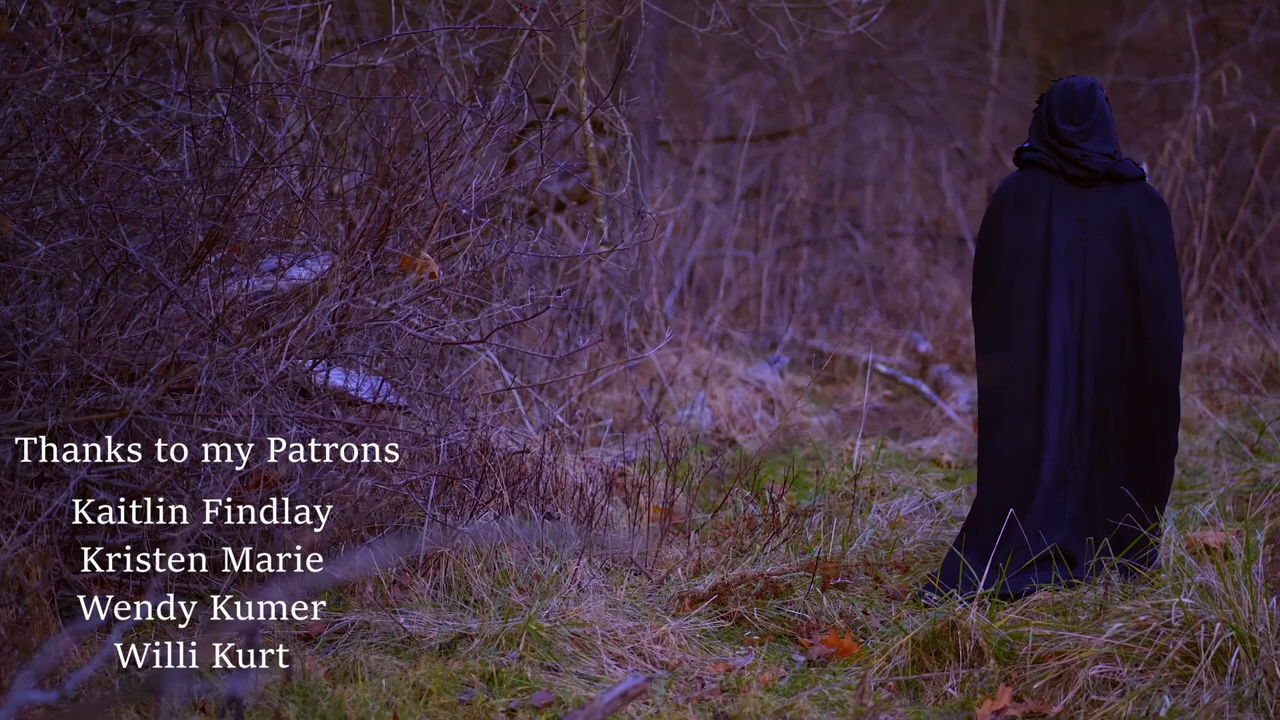 Thanks to my Patrons
Kaitlin Findlay
Kristen Marie
Wendy Kumer
Willi Kurt